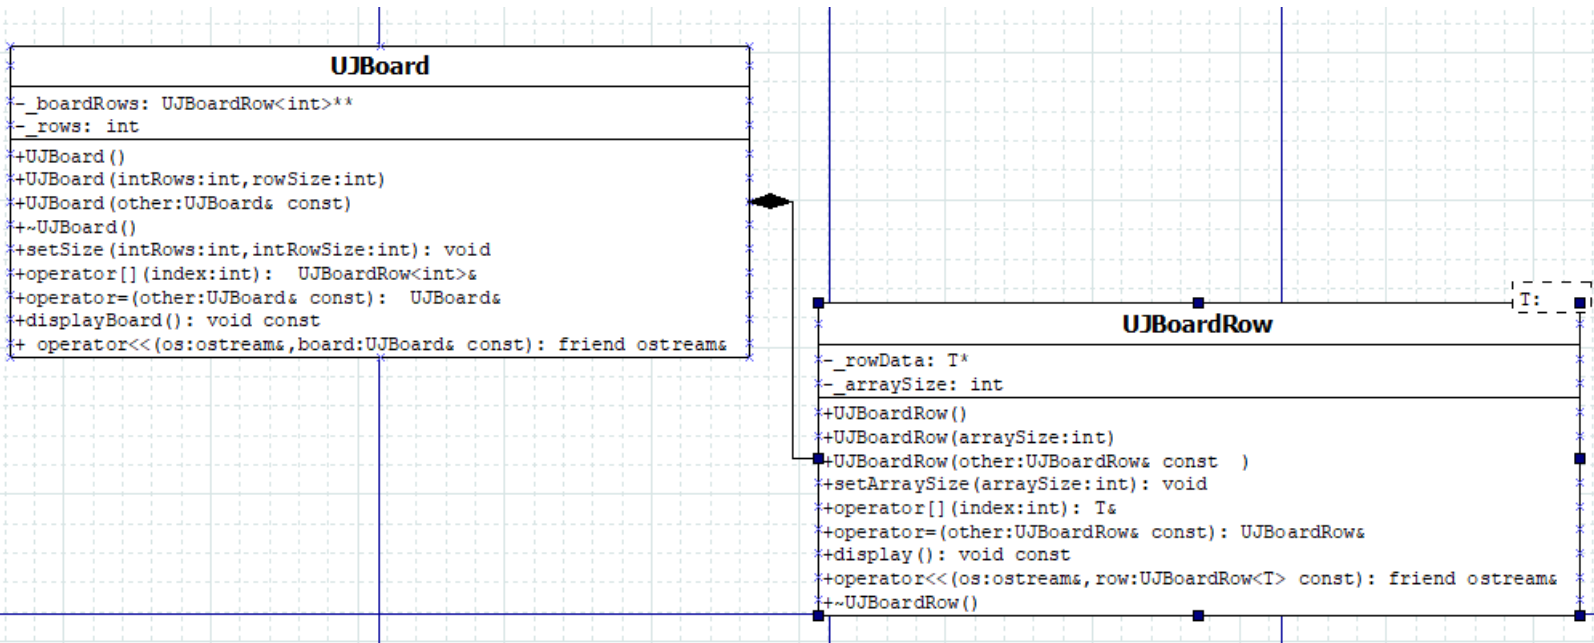 UJBoard
-_boardRows: UJBoardRow<int>**
-_rows: int
+UJBoard()
+UJBoard(intRows:int,rowSize:int)
+UJBoard(other:UJBoard& const)
+~UJBoard()
+setSize(intRows:int,intRowSize:int): void
+operator[](index:int):  UJBoardRow<int>&
+operator=(other:UJBoard& const):  UJBoard&
+displayBoard(): void const
+ operator<<(os:ostream&,board:UJBoard& const): friend ostream&
T:
UJBoardRow
-_rowData: T*
-_arraySize: int
+UJBoardRow()
+UJBoardRow(arraySize:int)
+UJBoardRow(other:UJBoardRow& const  )
+setArraySize(arraySize:int): void
+operator[](index:int): T&
+operator=(other:UJBoardRow& const): UJBoardRow&
+display(): void const
+operator<<(os:ostream&,row:UJBoardRow<T> const): friend ostream&
+~UJBoardRow()